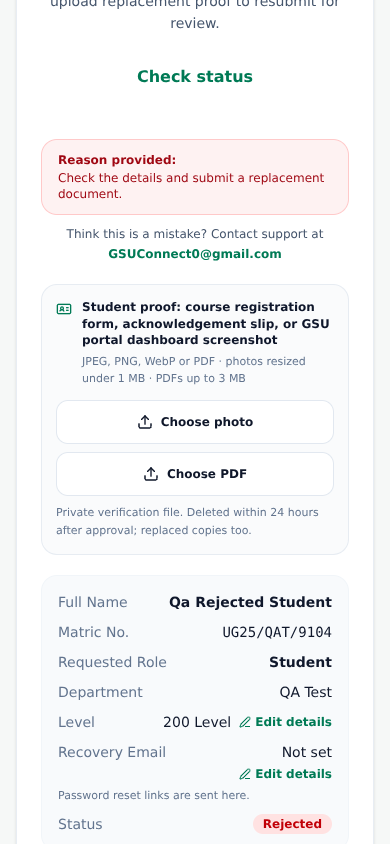 upload replacement proof to resubmit for
review.
Check status
Reason provided:
Check the details and submit a replacement
document.
Think this is a mistake? Contact support at
GSUConnect0@gmail.com
Student proof: course registration
form, acknowledgement slip, or GSU
portal dashboard screenshot
JPEG, PNG, WebP or PDF · photos resized
under 1 MB · PDFs up to 3 MB
Choose photo
Choose PDF
Private verification file. Deleted within 24 hours
after approval; replaced copies too.
Full Name Qa Rejected Student
Matric No. UG25/QAT/9104
Requested Role Student
Department QA Test
Level 200 Level Edit details
Recovery Email Not set
Edit details
Password reset links are sent here.
Status Rejected